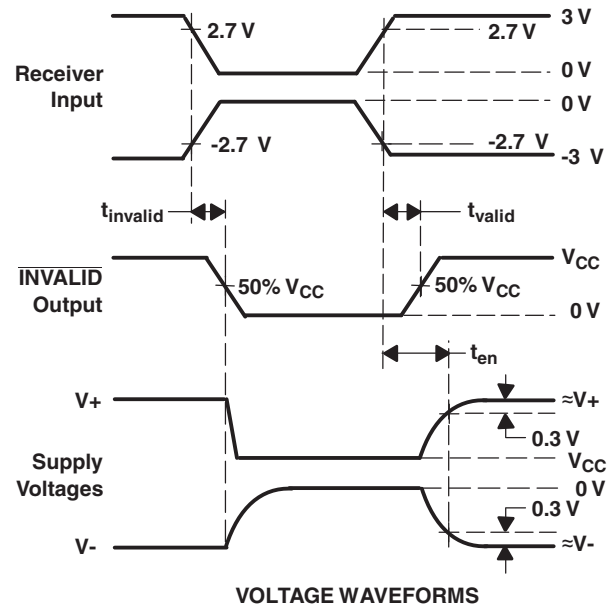 Receiver
Input
2.7 V
2.7 V
3 V
0 V
0 V
-2.7 V
-2.7 V
-3 V
tinvalid
tvalid
INVALID
Output
50% VCC
50% VCC
VCC
0 V
ten
Supply
Voltages
V+
≈V+
0.3 V
VCC
0 V
0.3 V
V-
≈V-
VOLTAGE WAVEFORMS